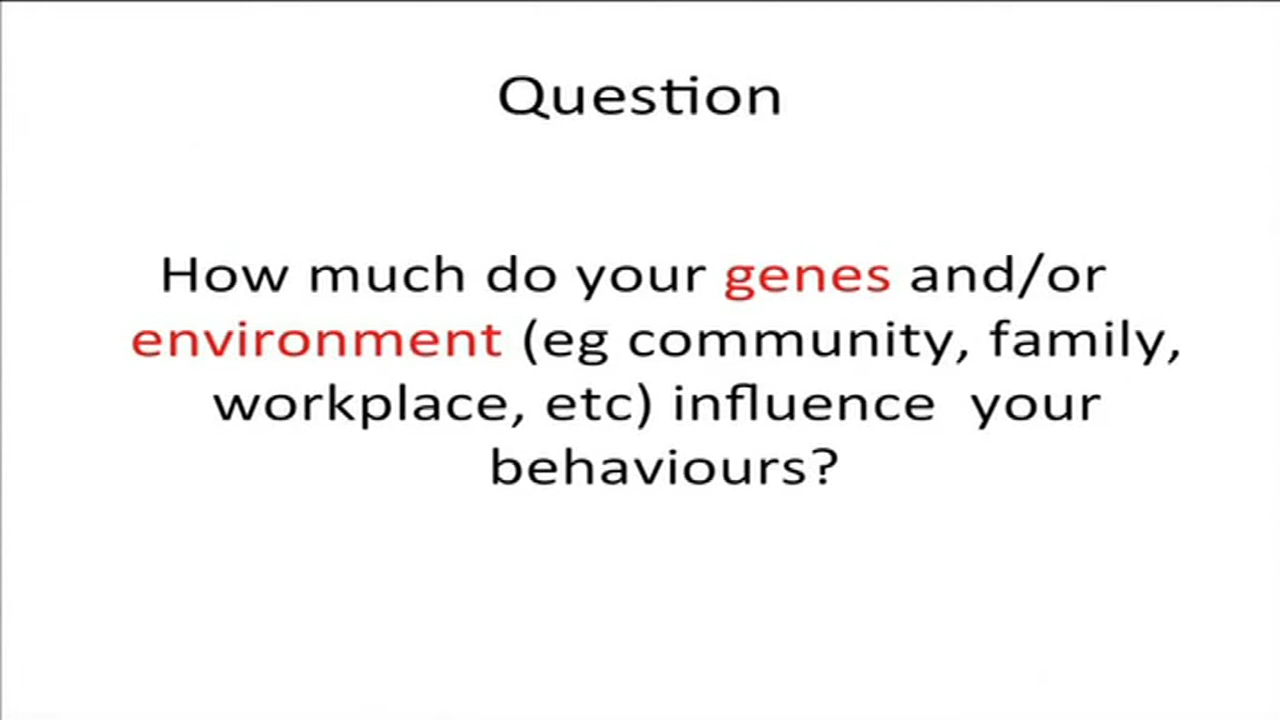 Question
How much do your genes and/or
environment (eg community, family,
workplace, etc) influence  your
behaviours?